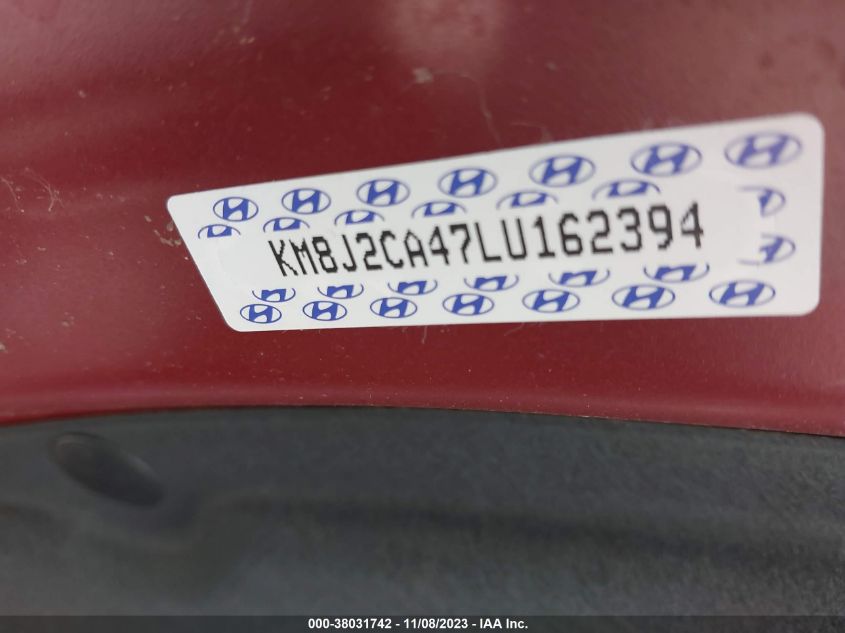 KM8J2CA47LU162394
000-38031742 - 11/08/2023 - IAA Inc.